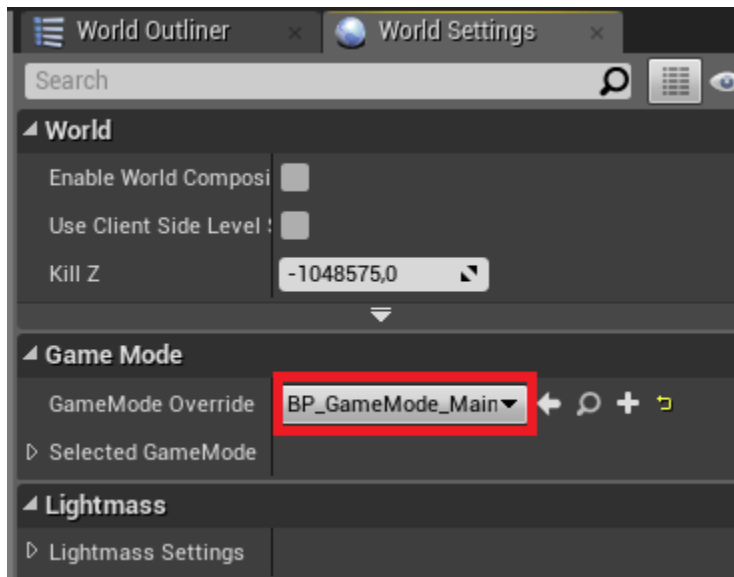 World Outliner
World Settings
Search
World
Enable World Composi
Use Client Side Level S
Kill Z
-1048575,0
Game Mode
GameMode Override
BP_GameMode_Main
Selected GameMode
Lightmass
Lightmass Settings